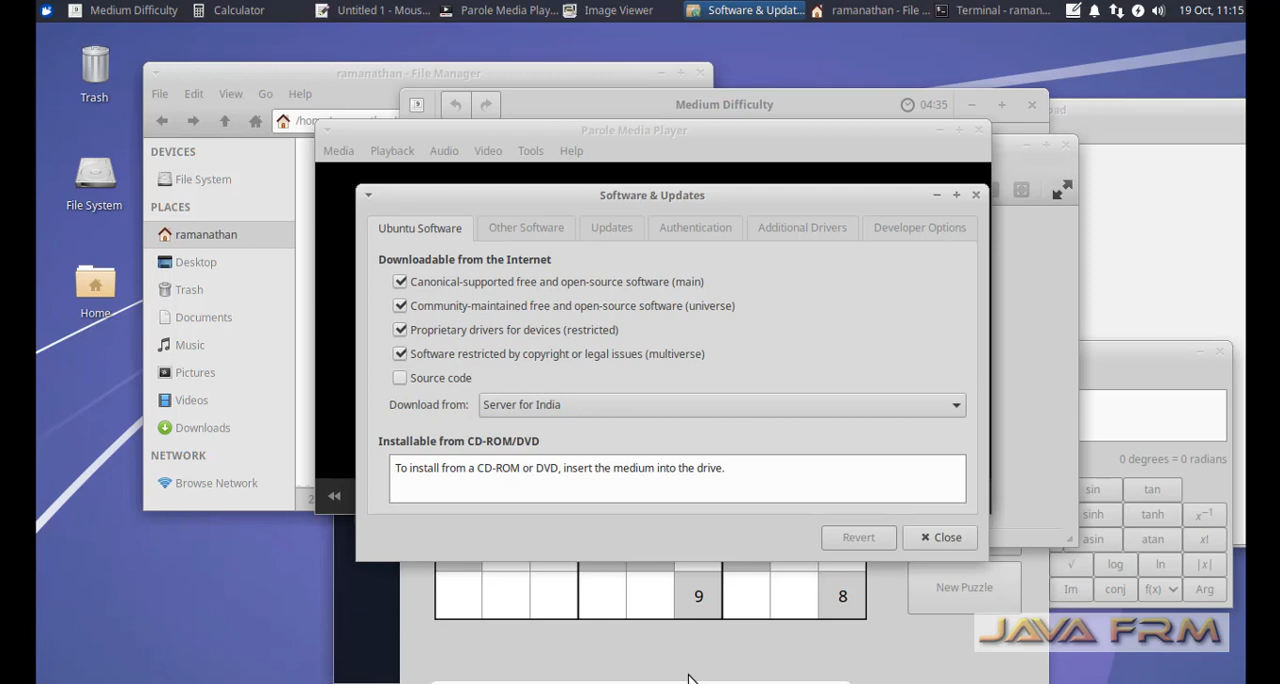 Medium Difficulty
Calculator
Untitled 1 - Mous...
Parole Media Play...
Image Viewer
Software & Updat...
ramanathan - File ...
Terminal - raman...
19 Oct, 11:15
Trash
File System
Home
ramanathan - File Manager
File Edit View Go Help
/hom
DEVICES
File System
PLACES
ramanathan
Desktop
Trash
Documents
Music
Pictures
Videos
Downloads
NETWORK
Browse Network
2
Medium Difficulty
04:35
Parole Media Player
Media Playback Audio Video Tools Help
Software & Updates
Ubuntu Software
Other Software
Updates
Authentication
Additional Drivers
Developer Options
Downloadable from the Internet
Canonical-supported free and open-source software (main)
Community-maintained free and open-source software (universe)
Proprietary drivers for devices (restricted)
Software restricted by copyright or legal issues (multiverse)
Source code
Download from: Server for India
Installable from CD-ROM/DVD
To install from a CD-ROM or DVD, insert the medium into the drive.
Revert
Close
9 8
New Puzzle
0 degrees = 0 radians
sin tan
sinh tanh x⁻¹
asin atan x!
√ log ln |x|
Im conj f(x) Arg
JAVA FRM